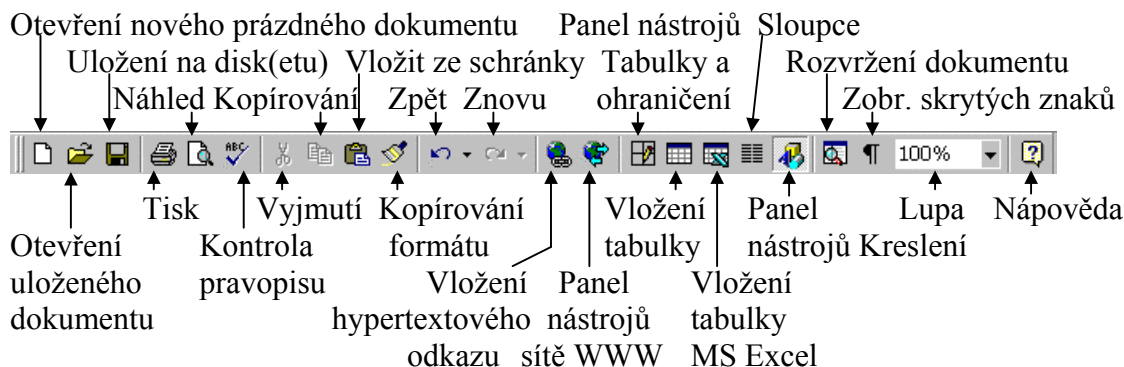 Otevření nového prázdného dokumentu Panel nástrojů Sloupce
Uložení na disk(etu) Vložit ze schránky Tabulky a Rozvržení dokumentu
Náhled Kopírování Zpět Znovu ohraničení Zobr. skrytých znaků
ABC ¶ 100% ?
Tisk Vyjmutí Kopírování Vložení Panel Lupa Nápověda
Otevření Kontrola formátu tabulky nástrojů Kreslení
uloženého pravopisu Vložení Panel Vložení
dokumentu hypertextového nástrojů tabulky
odkazu sítě WWW MS Excel